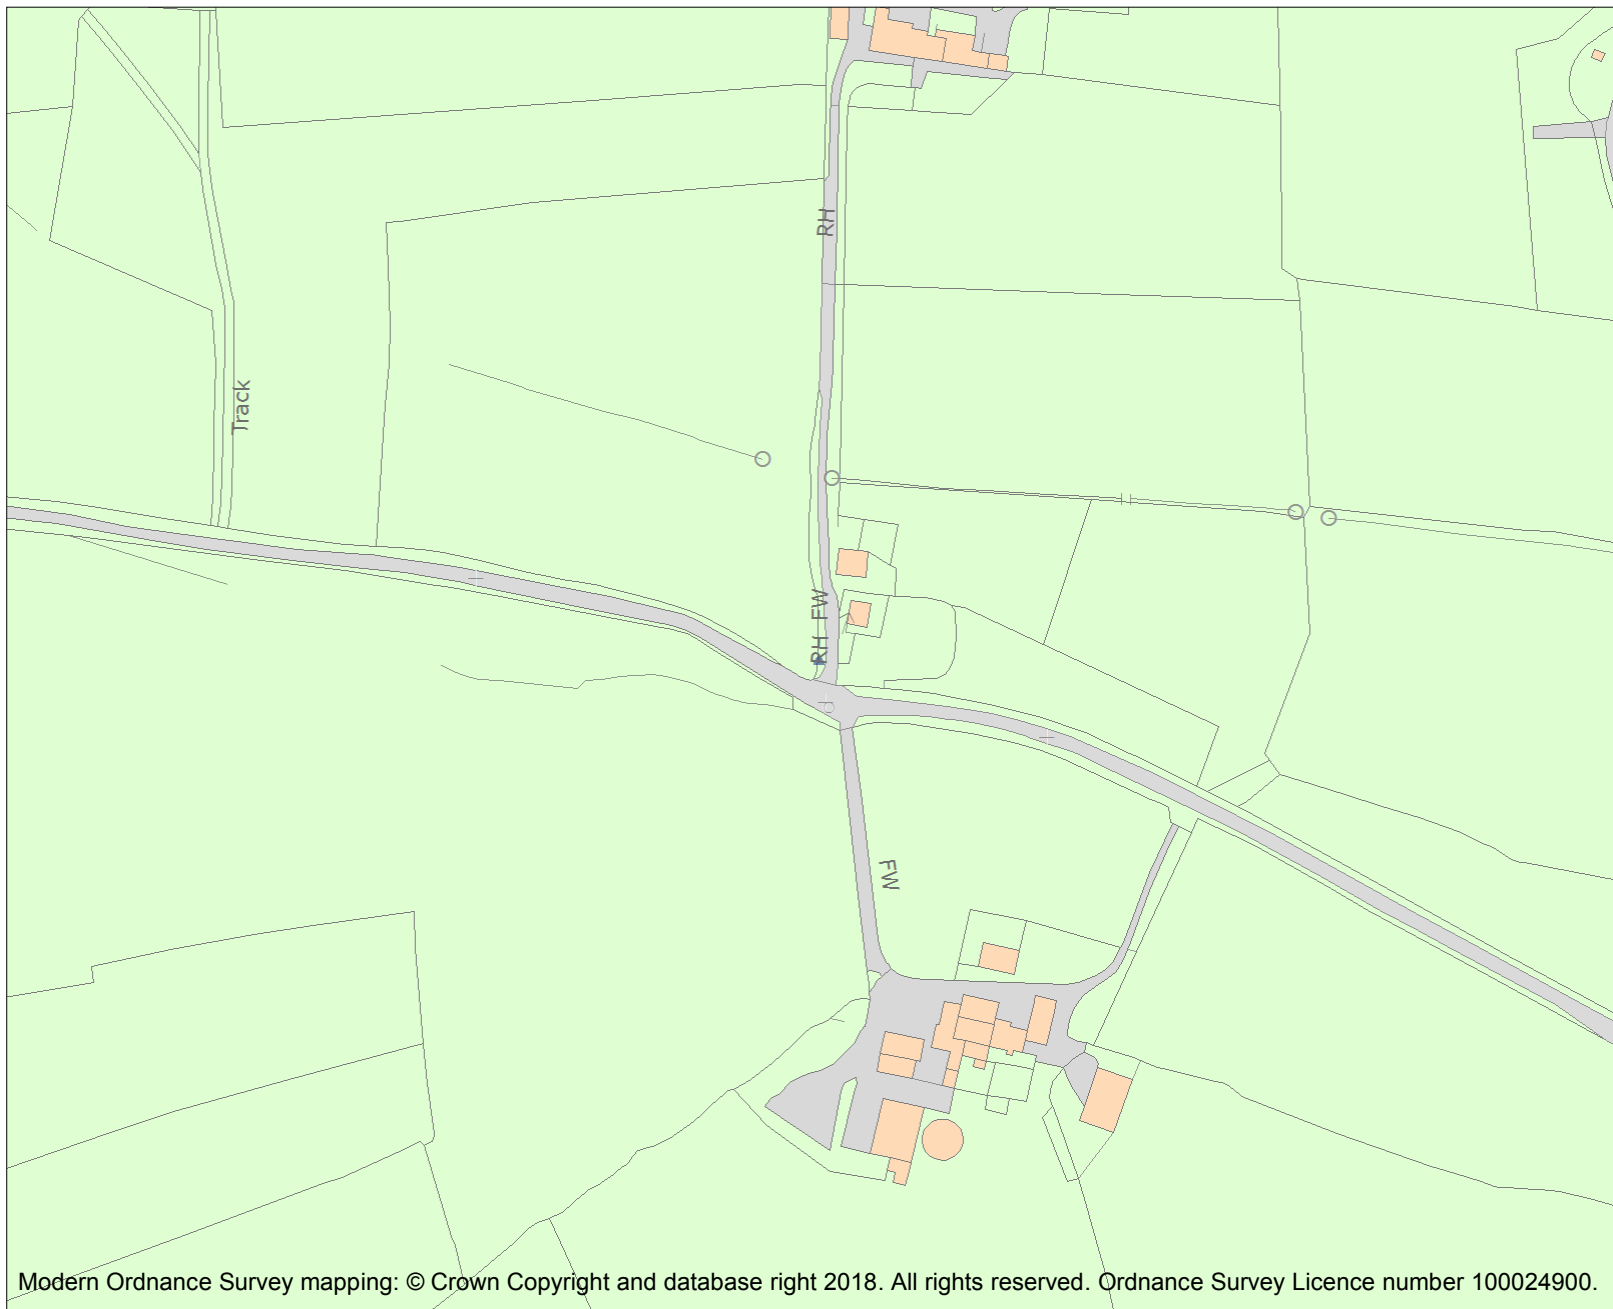 RH
Track
RH FW
FW
Modern Ordnance Survey mapping: © Crown Copyright and database right 2018. All rights reserved. Ordnance Survey Licence number 100024900.